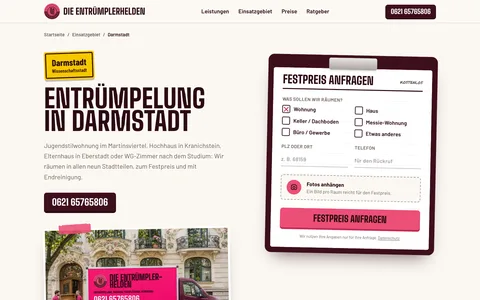 DIE ENTRÜMPLERHELDEN
Leistungen Einsatzgebiet Preise Ratgeber
0621 65765806
Startseite / Einsatzgebiet / Darmstadt
Darmstadt
Wissenschaftsstadt
ENTRÜMPELUNG
IN DARMSTADT
Jugendstilwohnung im Martinsviertel, Hochhaus in Kranichstein,
Elternhaus in Eberstadt oder WG-Zimmer nach dem Studium: Wir
räumen in allen neun Stadtteilen, zum Festpreis und mit
Endreinigung.
0621 65765806
DIE ENTRÜMPLER-
HELDEN
0621 65765806
FESTPREIS ANFRAGEN
KOSTENLOS
WAS SOLLEN WIR RÄUMEN?
Wohnung
Haus
Keller / Dachboden
Messie-Wohnung
Büro / Gewerbe
Etwas anderes
PLZ ODER ORT
TELEFON
z. B. 68169
für den Rückruf
Fotos anhängen
Ein Bild pro Raum reicht für den Festpreis.
FESTPREIS ANFRAGEN
Wir nutzen Ihre Angaben nur für Ihre Anfrage. Datenschutz